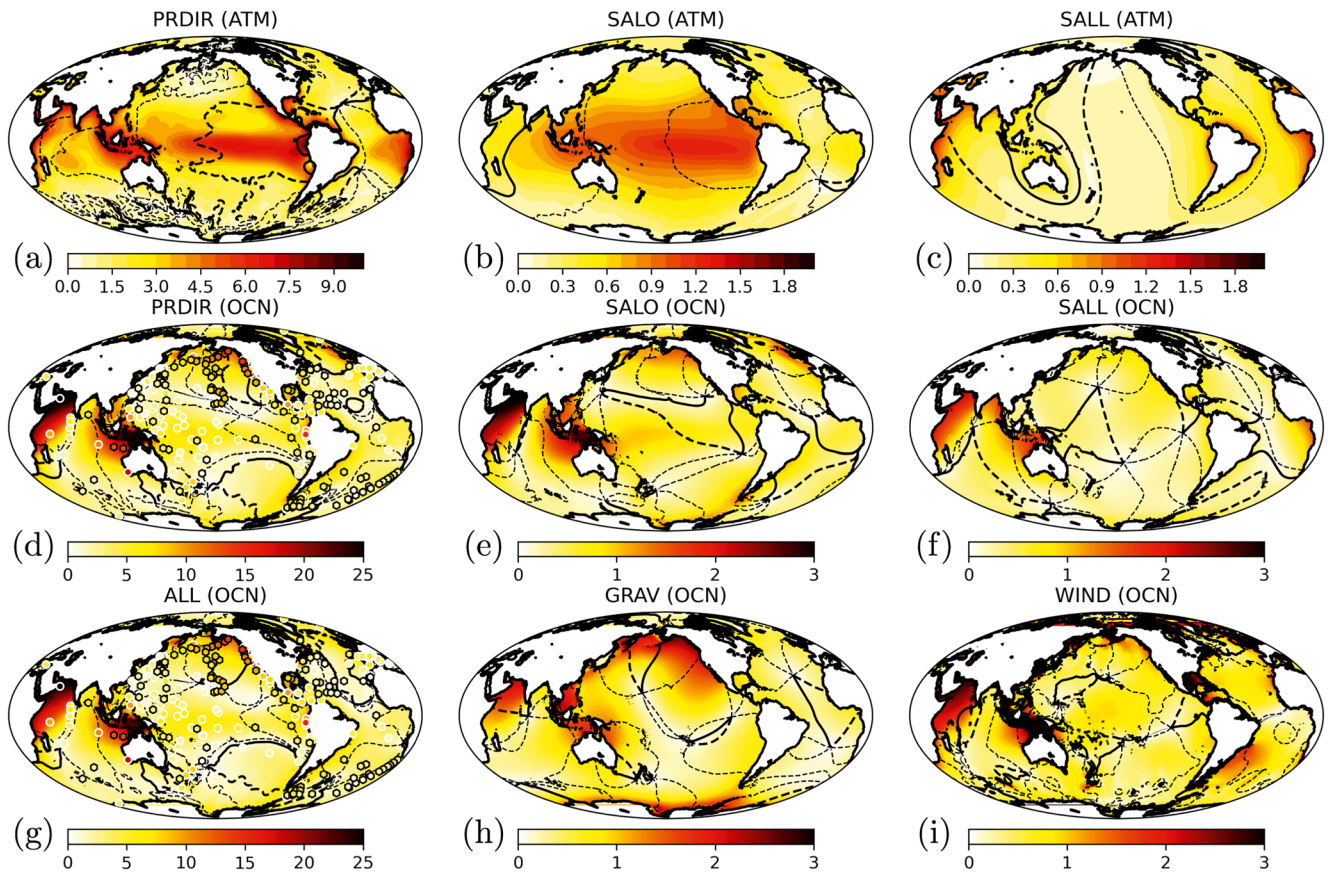 PRDIR (ATM) SALO (ATM) SALL (ATM)
(a) (b) (c)
0.0 1.5 3.0 4.5 6.0 7.5 9.0 0.0 0.3 0.6 0.9 1.2 1.5 1.8 0.0 0.3 0.6 0.9 1.2 1.5 1.8
PRDIR (OCN) SALO (OCN) SALL (OCN)
(d) (e) (f)
0 5 10 15 20 25 0 1 2 3 0 1 2 3
ALL (OCN) GRAV (OCN) WIND (OCN)
(g) (h) (i)
0 5 10 15 20 25 0 1 2 3 0 1 2 3